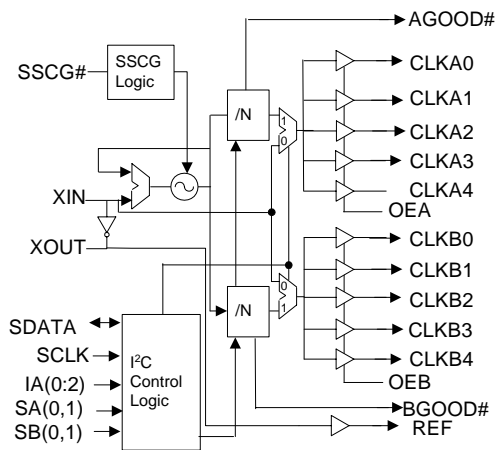 AGOOD#
SSCG#
SSCG
Logic
CLKA0
CLKA1
CLKA2
CLKA3
CLKA4
OEA
/N
1
0
XIN
XOUT
CLKB0
CLKB1
CLKB2
CLKB3
CLKB4
OEB
/N
0
1
SDATA
SCLK
IA(0:2)
SA(0,1)
SB(0,1)
I²C
Control
Logic
BGOOD#
REF